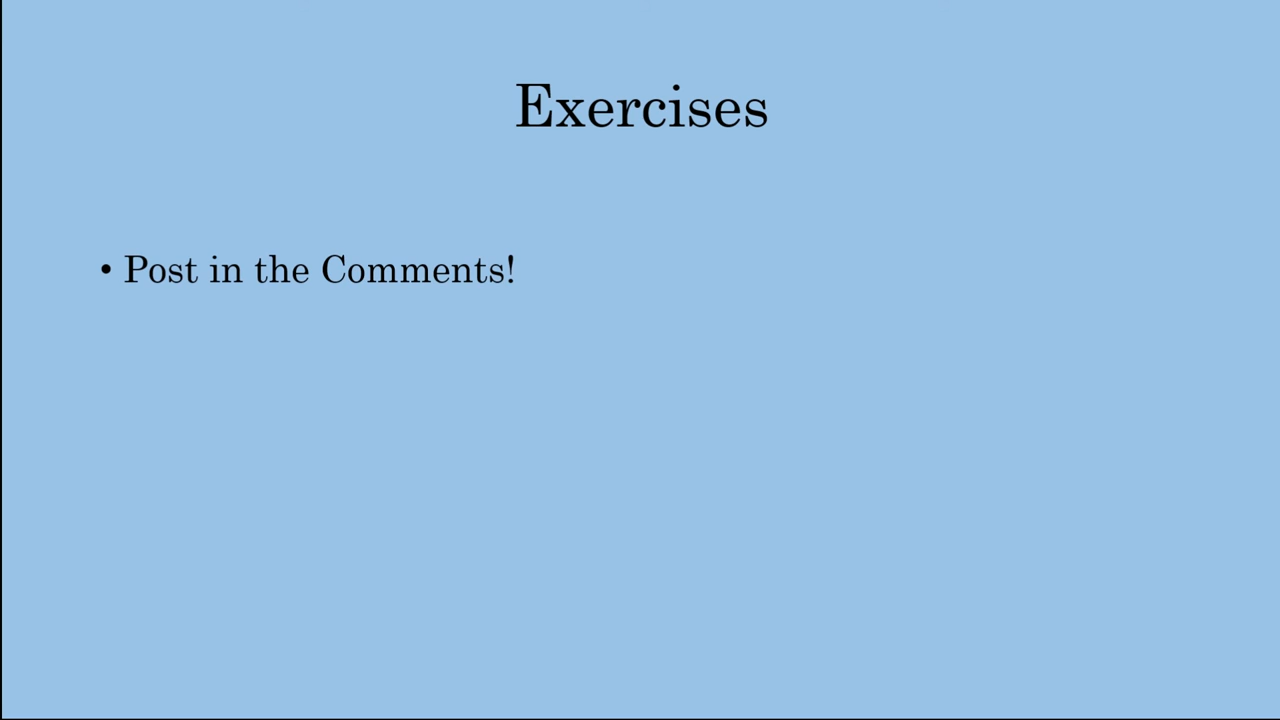 Exercises
• Post in the Comments!